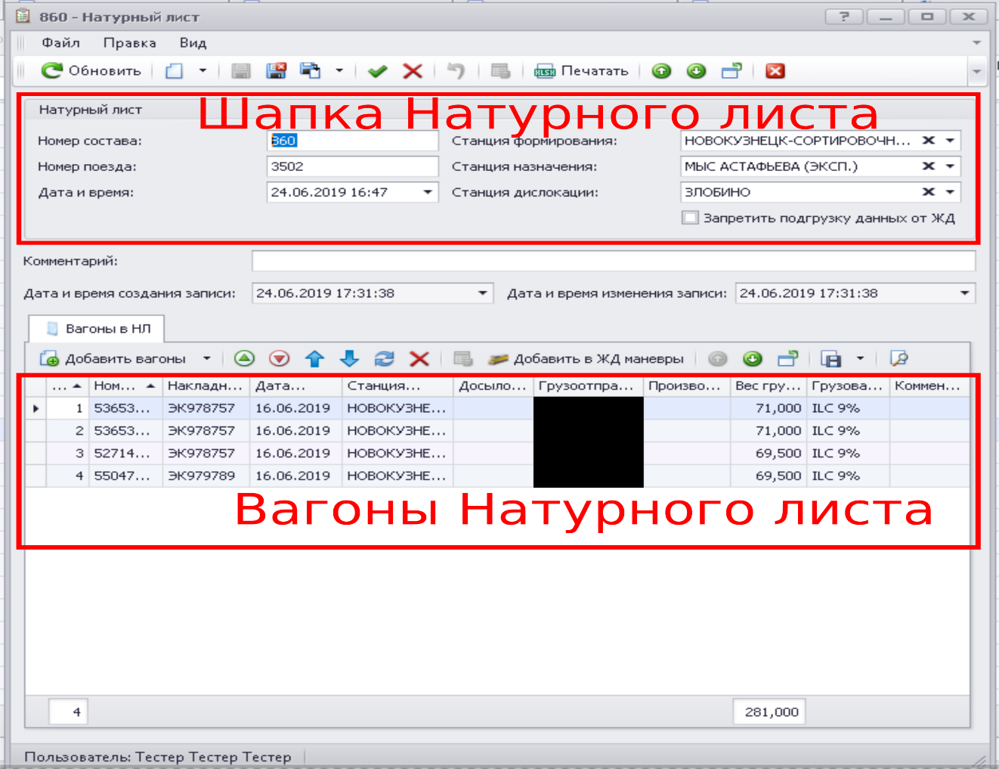 860 - Натурный лист
Файл Правка Вид
Обновить XLSX Печатать
Шапка Натурного листа
Натурный лист
Номер состава: 860 Станция формирования: НОВОКУЗНЕЦК-СОРТИРОВОЧН...
Номер поезда: 3502 Станция назначения: МЫС АСТАФЬЕВА (ЭКСП.)
Дата и время: 24.06.2019 16:47 Станция дислокации: ЗЛОБИНО
Запретить подгрузку данных от ЖД
Комментарий:
Дата и время создания записи: 24.06.2019 17:31:38 Дата и время изменения записи: 24.06.2019 17:31:38
Вагоны в НЛ
Добавить вагоны Добавить в ЖД маневры
... Ном... Накладн... Дата... Станция... Досыло... Грузоотпра... Произво... Вес гру... Грузова... Коммен...
1 53653... ЭК978757 16.06.2019 НОВОКУЗНЕ... 71,000 ILC 9%
2 53653... ЭК978757 16.06.2019 НОВОКУЗНЕ... 71,000 ILC 9%
3 52714... ЭК978757 16.06.2019 НОВОКУЗНЕ... 69,500 ILC 9%
4 55047... ЭК979789 16.06.2019 НОВОКУЗНЕ... 69,500 ILC 9%
Вагоны Натурного листа
4 281,000
Пользователь: Тестер Тестер Тестер